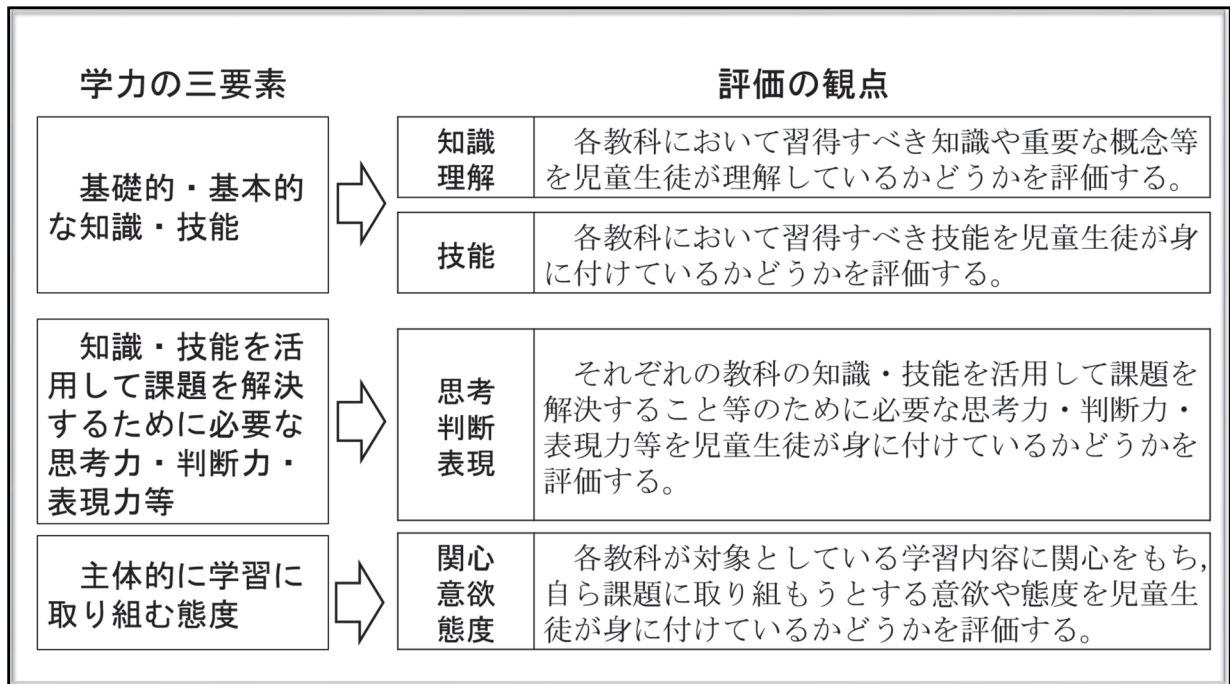 学力の三要素
評価の観点
基礎的・基本的
な知識・技能
知識
理解
各教科において習得すべき知識や重要な概念等
を児童生徒が理解しているかどうかを評価する。
技能
各教科において習得すべき技能を児童生徒が身
に付けているかどうかを評価する。
知識・技能を活
用して課題を解決
するために必要な
思考力・判断力・
表現力等
思考
判断
表現
それぞれの教科の知識・技能を活用して課題を
解決すること等のために必要な思考力・判断力・
表現力等を児童生徒が身に付けているかどうかを
評価する。
主体的に学習に
取り組む態度
関心
意欲
態度
各教科が対象としている学習内容に関心をもち,
自ら課題に取り組もうとする意欲や態度を児童生
徒が身に付けているかどうかを評価する。